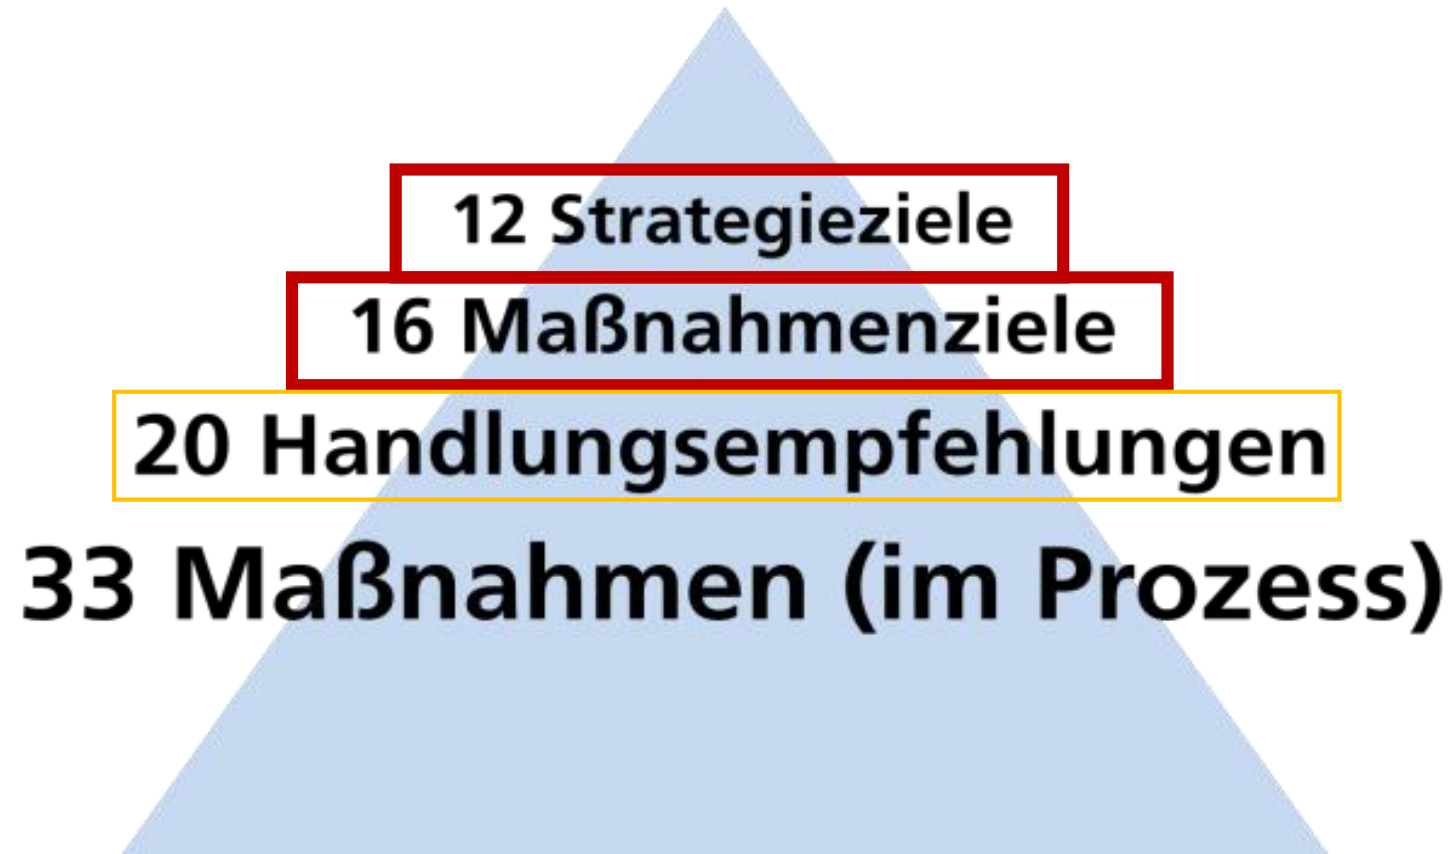 12 Strategieziele
16 Maßnahmenziele
20 Handlungsempfehlungen
33 Maßnahmen (im Prozess)